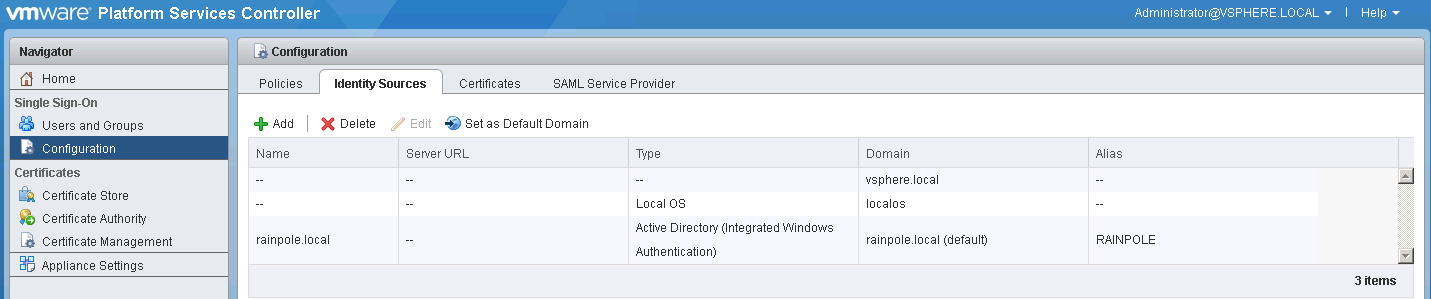 vmware Platform Services Controller
Administrator@VSPHERE.LOCAL | Help
Navigator
Home
Single Sign-On
Users and Groups
Configuration
Certificates
Certificate Store
Certificate Authority
Certificate Management
Appliance Settings
Configuration
Policies Identity Sources Certificates SAML Service Provider
Add Delete Edit Set as Default Domain
Name Server URL Type Domain Alias
-- -- -- vsphere.local --
-- -- Local OS localos --
rainpole.local -- Active Directory (Integrated Windows
Authentication) rainpole.local (default) RAINPOLE
3 items